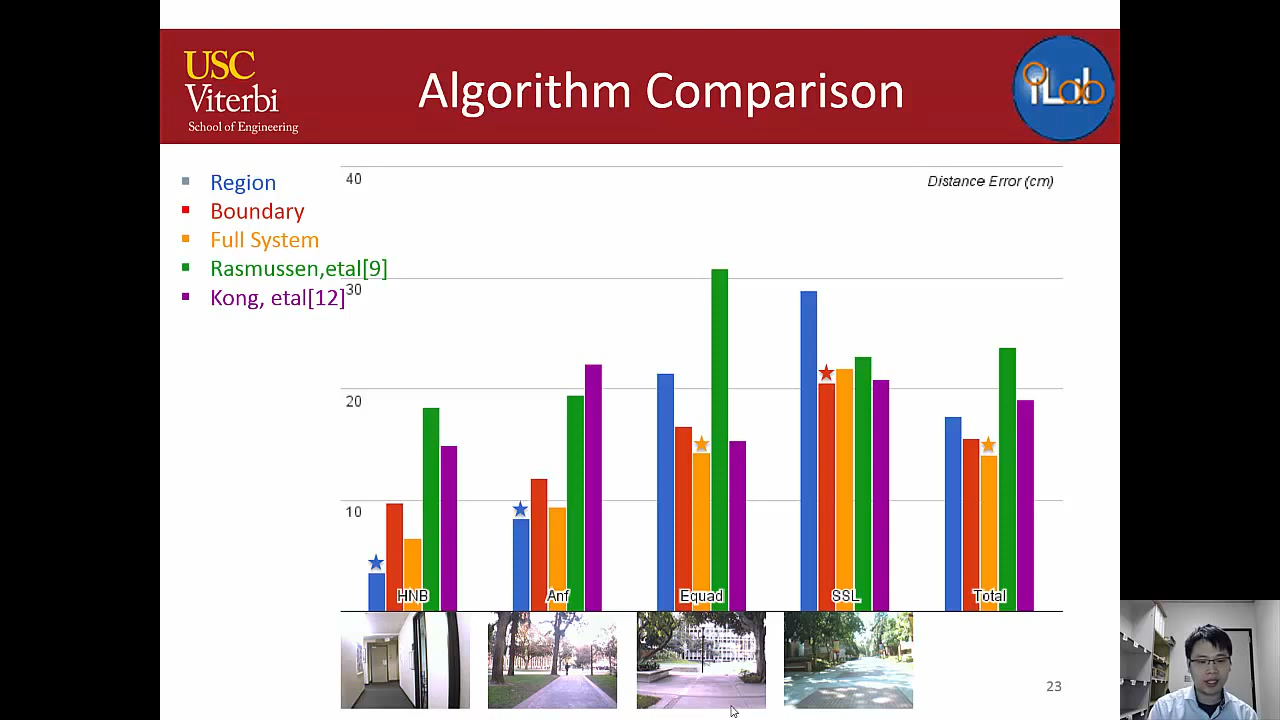 USC
Viterbi
School of Engineering
Algorithm Comparison
iLab
Region
Boundary
Full System
Rasmussen,etal[9]
Kong, etal[12]
Distance Error (cm)
40
30
20
10
HNB
Anf
Equad
SSL
Total
23